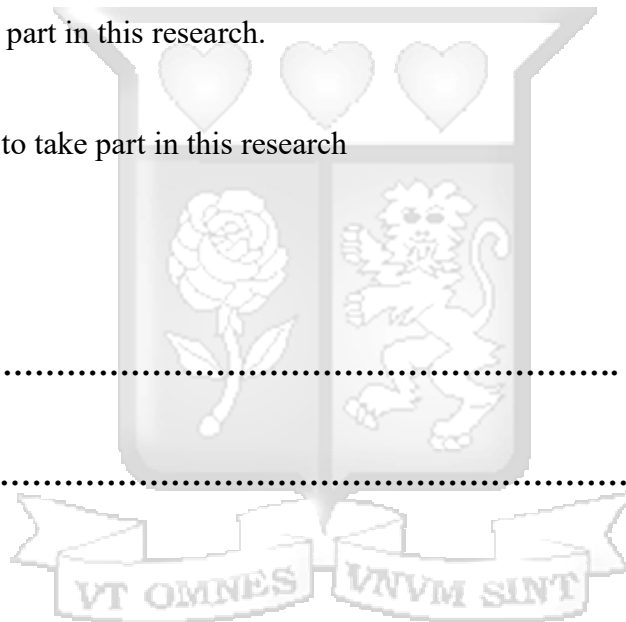 part in this research.
to take part in this research
………………………………………………………….
………………………………………………………….
VT OMNES VNVM SINT